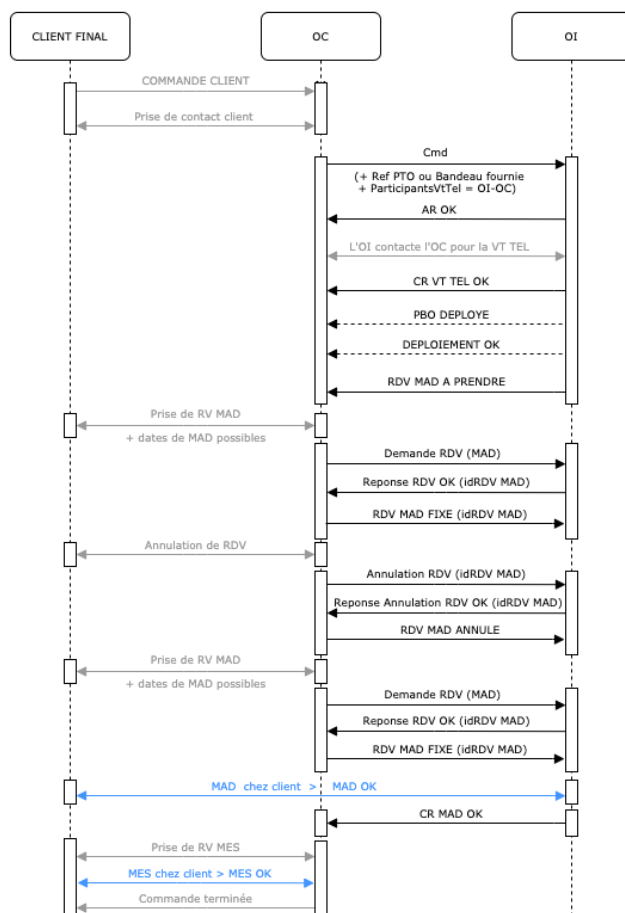 CLIENT FINAL
OC
OI
COMMANDE CLIENT
Prise de contact client
Cmd
(+ Ref PTO ou Bandeau fournie
+ ParticipantsVtTel = OI-OC)
AR OK
L'OI contacte l'OC pour la VT TEL
CR VT TEL OK
PBO DEPLOYE
DEPLOIEMENT OK
RDV MAD A PRENDRE
Prise de RV MAD
+ dates de MAD possibles
Demande RDV (MAD)
Reponse RDV OK (idRDV MAD)
RDV MAD FIXE (idRDV MAD)
Annulation de RDV
Annulation RDV (idRDV MAD)
Reponse Annulation RDV OK (idRDV MAD)
RDV MAD ANNULE
Prise de RV MAD
+ dates de MAD possibles
Demande RDV (MAD)
Reponse RDV OK (idRDV MAD)
RDV MAD FIXE (idRDV MAD)
MAD chez client > MAD OK
CR MAD OK
Prise de RV MES
MES chez client > MES OK
Commande terminée